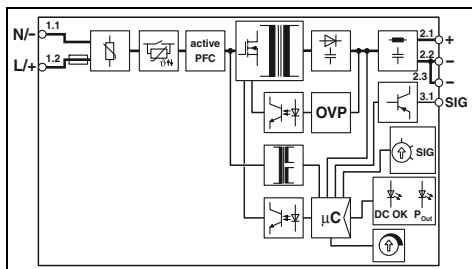 N/− 1.1
L/+ 1.2
active
PFC
OVP
2.1 +
2.2 −
2.3 −
3.1 SIG
SIG
μC
DC OK P Out
ϑ